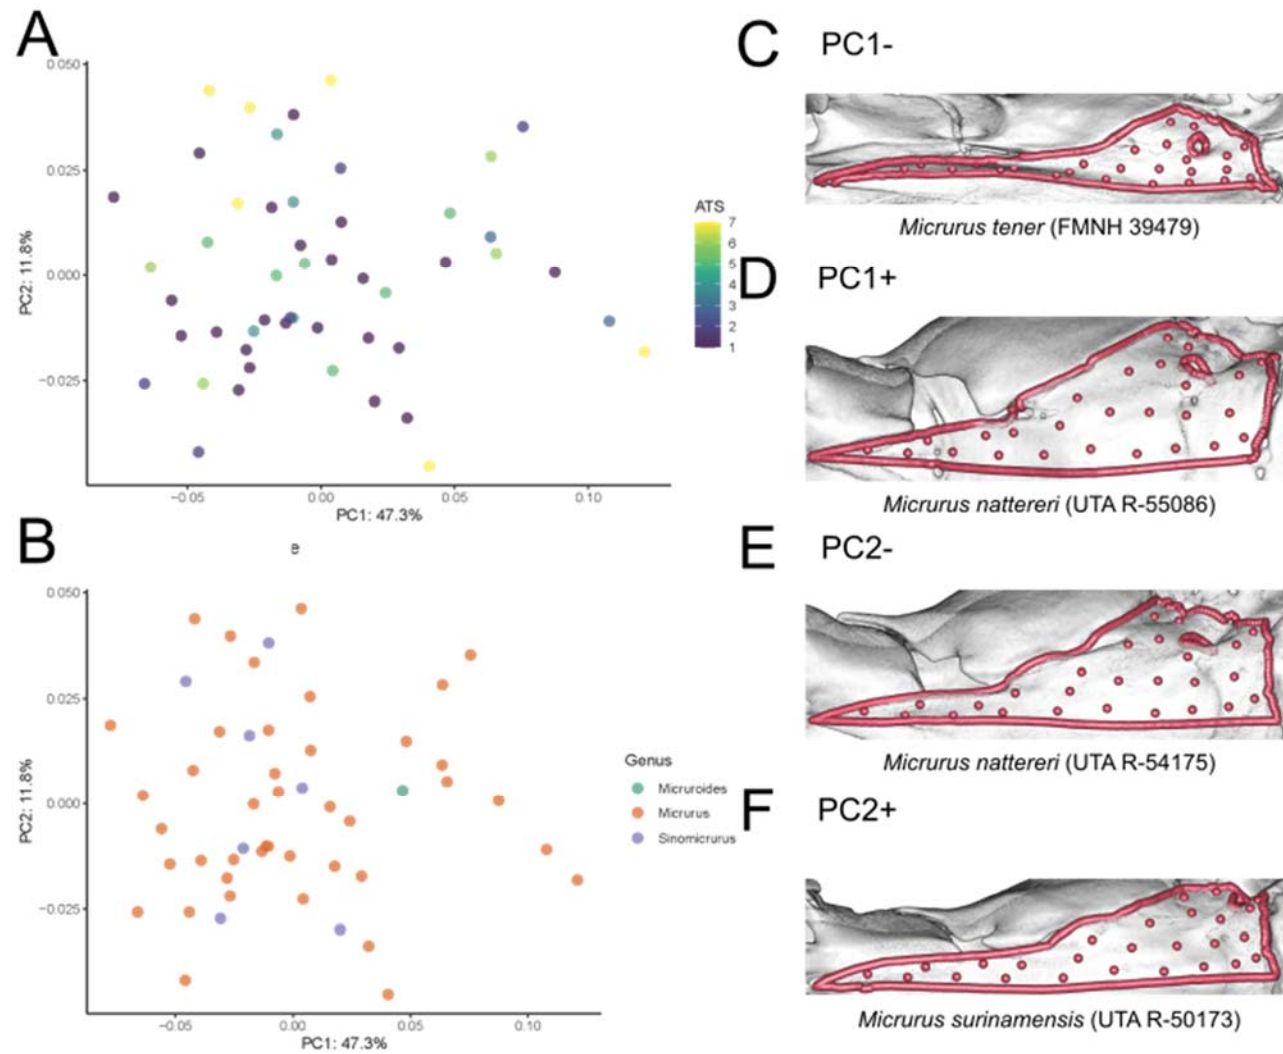 A
0.050
0.025
0.000
−0.025
PC2: 11.8%
−0.05 0.00 0.05 0.10
PC1: 47.3%
ATS
7
6
5
4
3
2
1
B
e
0.050
0.025
0.000
−0.025
PC2: 11.8%
−0.05 0.00 0.05 0.10
PC1: 47.3%
Genus
Micruroides
Micrurus
Sinomicrurus
C PC1-
Micrurus tener (FMNH 39479)
D PC1+
Micrurus nattereri (UTA R-55086)
E PC2-
Micrurus nattereri (UTA R-54175)
F PC2+
Micrurus surinamensis (UTA R-50173)